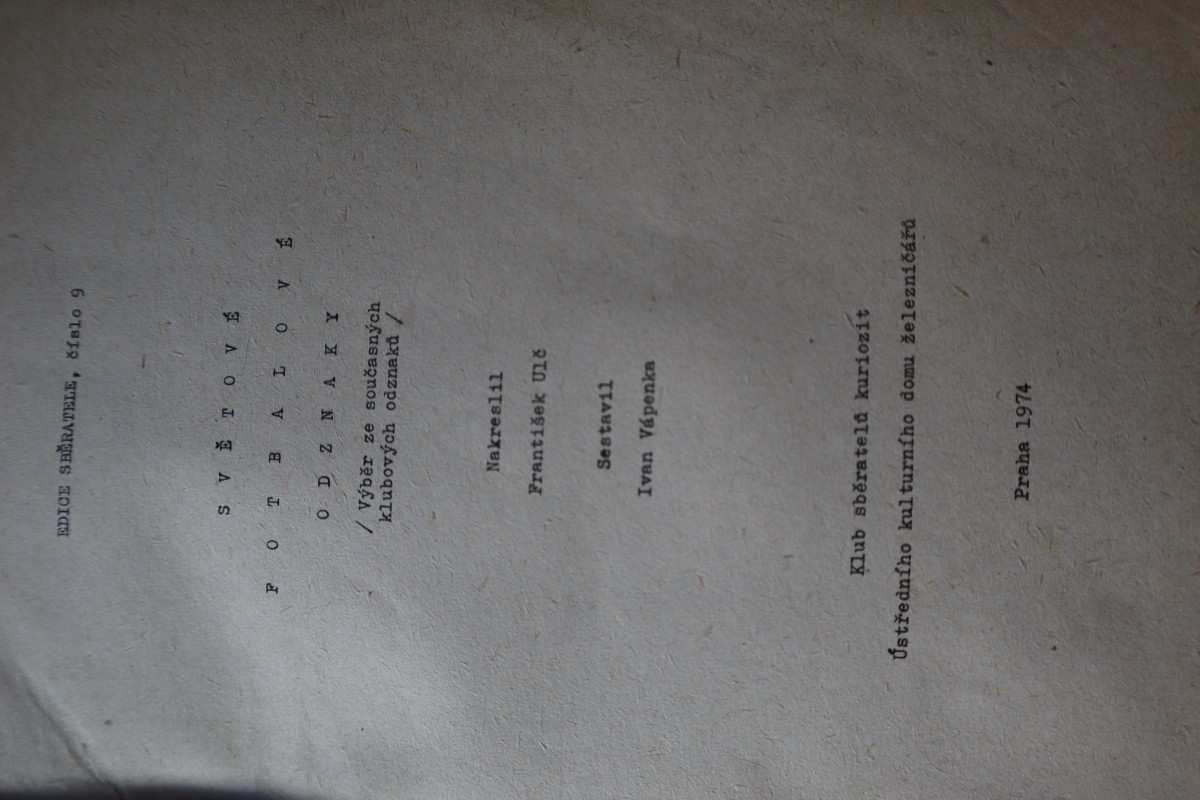 EDICE SBĚRATELE, číslo 9
S V Ě T O V É
F O T B A L O V É
O D Z N A K Y
/ Výběr ze současných
klubových odznaků /
Nakreslil
František Ulč
Sestavil
Ivan Vápenka
Klub sběratelů kuriozit
Ústředního kulturního domu železničářů
Praha 1974